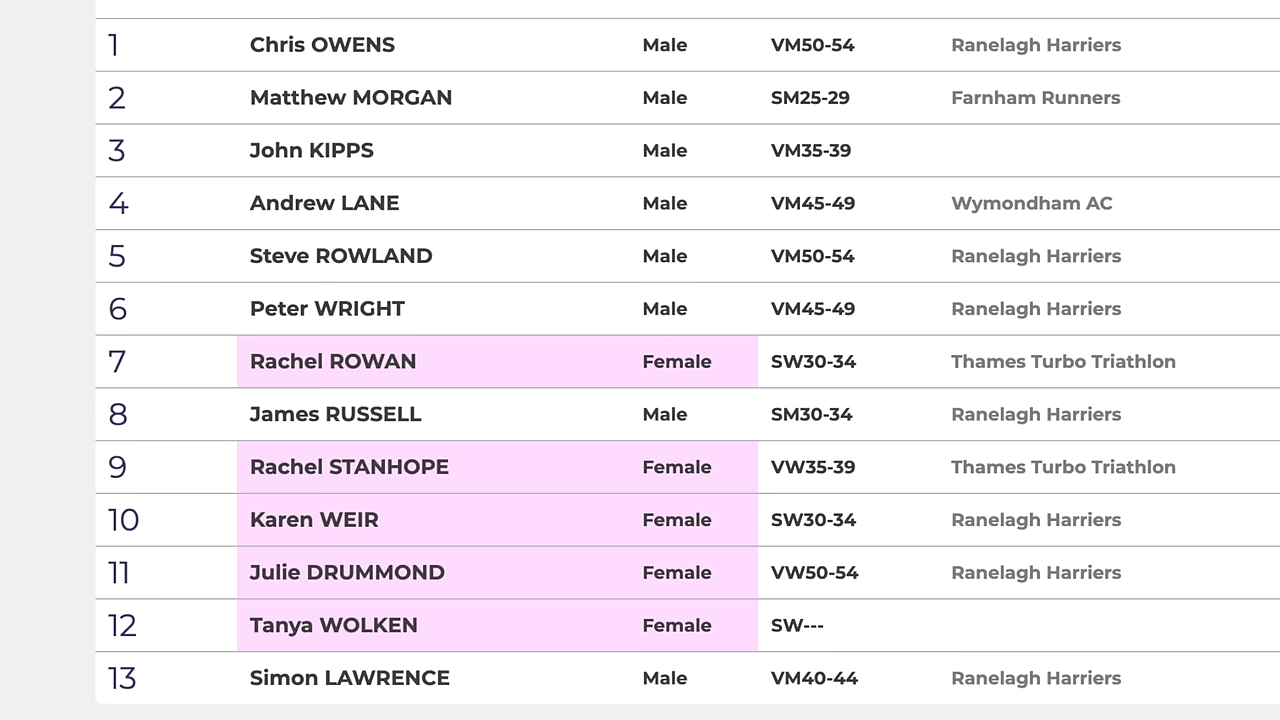 1 Chris OWENS Male VM50-54 Ranelagh Harriers
2 Matthew MORGAN Male SM25-29 Farnham Runners
3 John KIPPS Male VM35-39
4 Andrew LANE Male VM45-49 Wymondham AC
5 Steve ROWLAND Male VM50-54 Ranelagh Harriers
6 Peter WRIGHT Male VM45-49 Ranelagh Harriers
7 Rachel ROWAN Female SW30-34 Thames Turbo Triathlon
8 James RUSSELL Male SM30-34 Ranelagh Harriers
9 Rachel STANHOPE Female VW35-39 Thames Turbo Triathlon
10 Karen WEIR Female SW30-34 Ranelagh Harriers
11 Julie DRUMMOND Female VW50-54 Ranelagh Harriers
12 Tanya WOLKEN Female SW---
13 Simon LAWRENCE Male VM40-44 Ranelagh Harriers